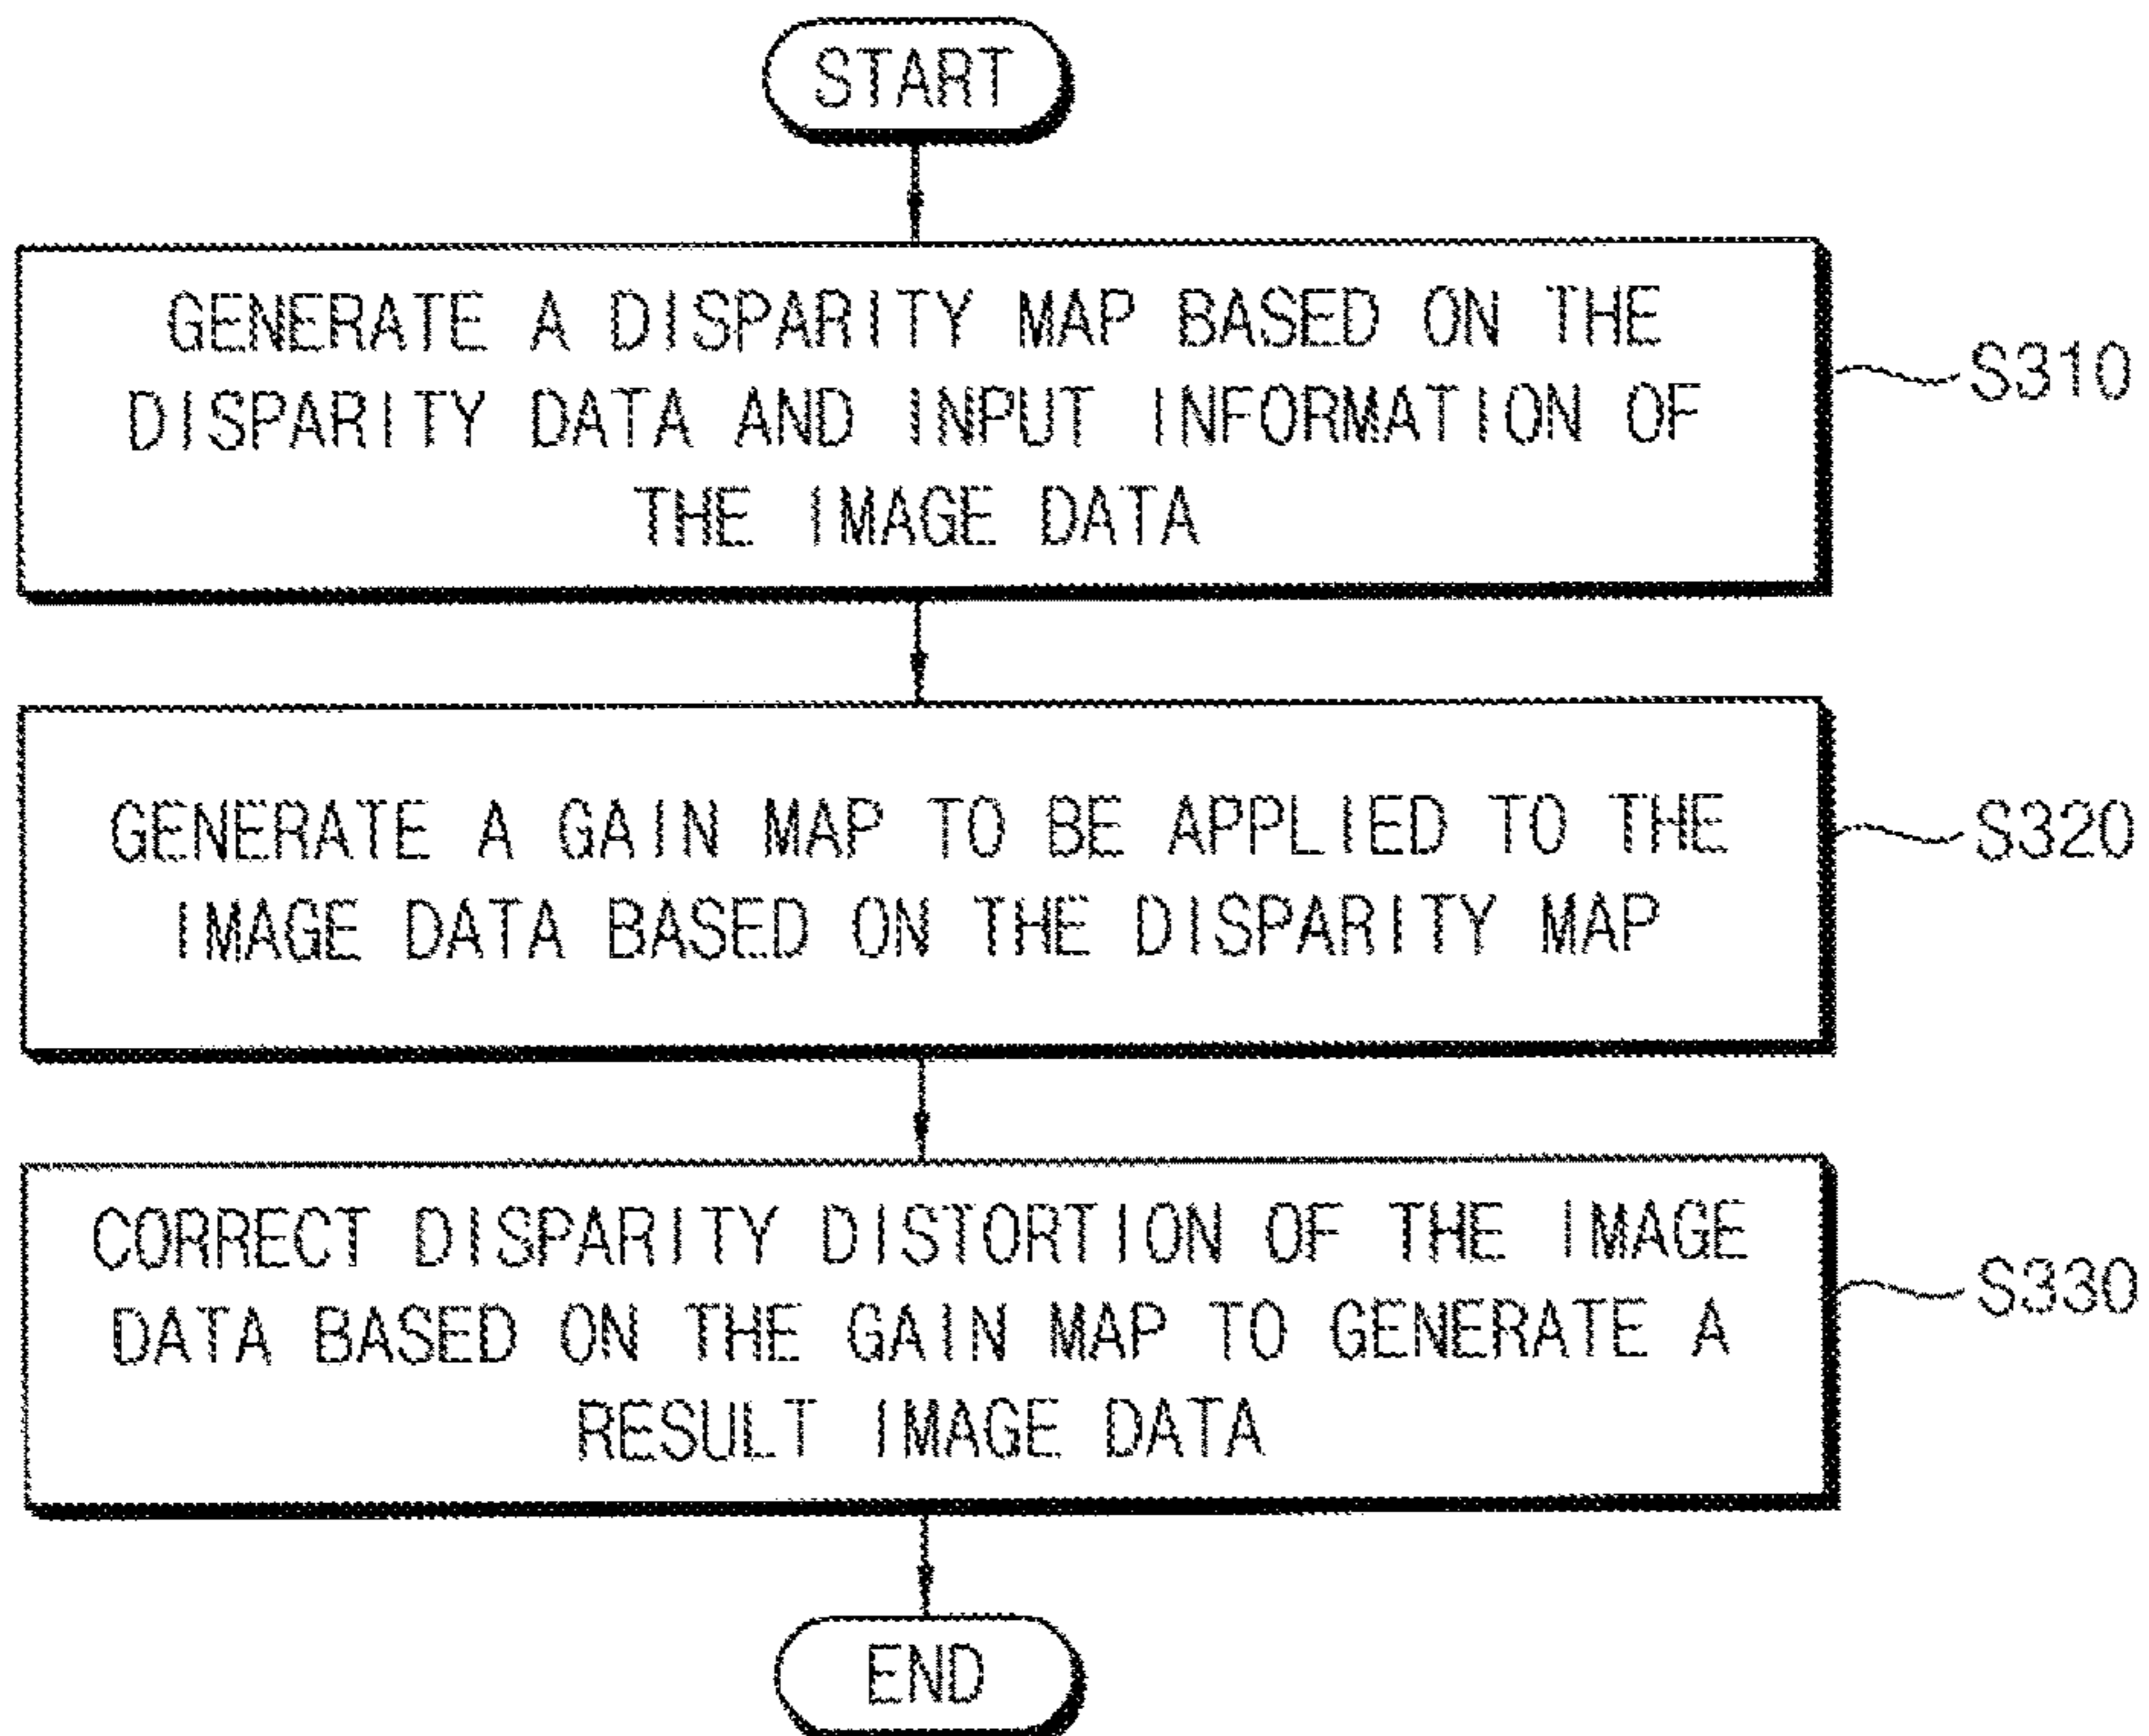 START
GENERATE A DISPARITY MAP BASED ON THE
DISPARITY DATA AND INPUT INFORMATION OF
THE IMAGE DATA
S310
GENERATE A GAIN MAP TO BE APPLIED TO THE
IMAGE DATA BASED ON THE DISPARITY MAP
S320
CORRECT DISPARITY DISTORTION OF THE IMAGE
DATA BASED ON THE GAIN MAP TO GENERATE A
RESULT IMAGE DATA
S330
END